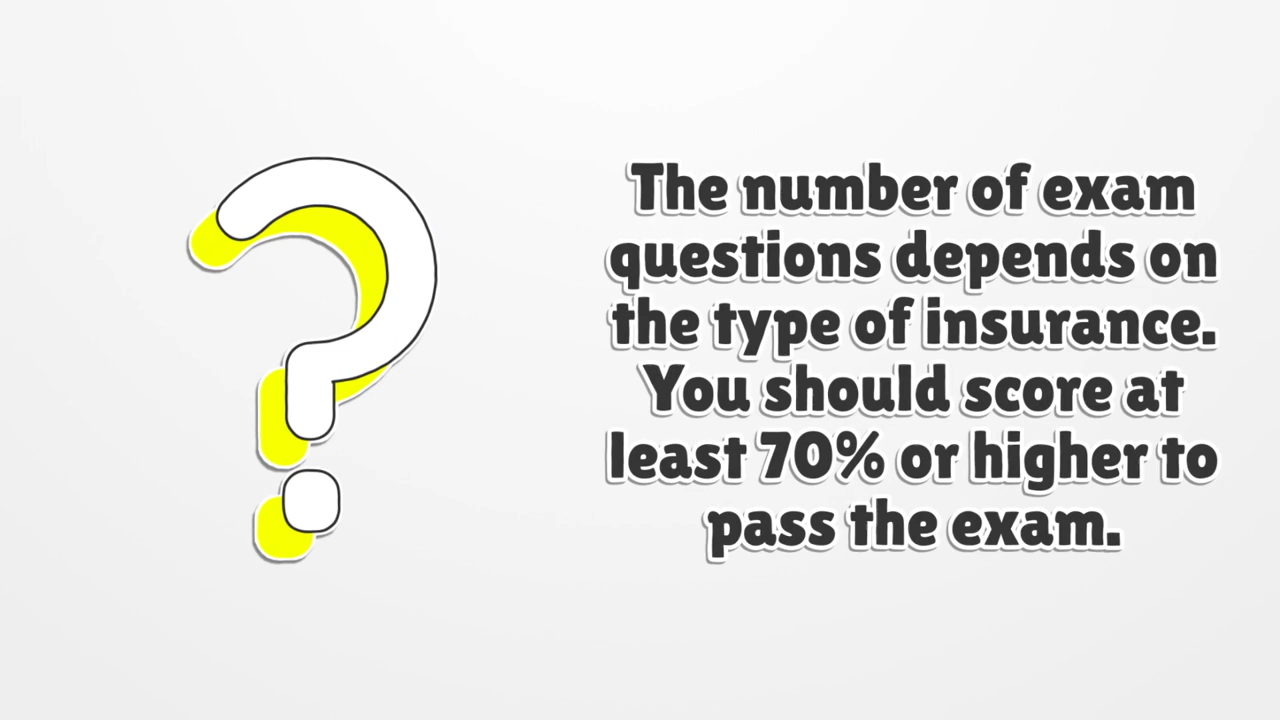 The number of exam
questions depends on
the type of insurance.
You should score at
least 70% or higher to
pass the exam.